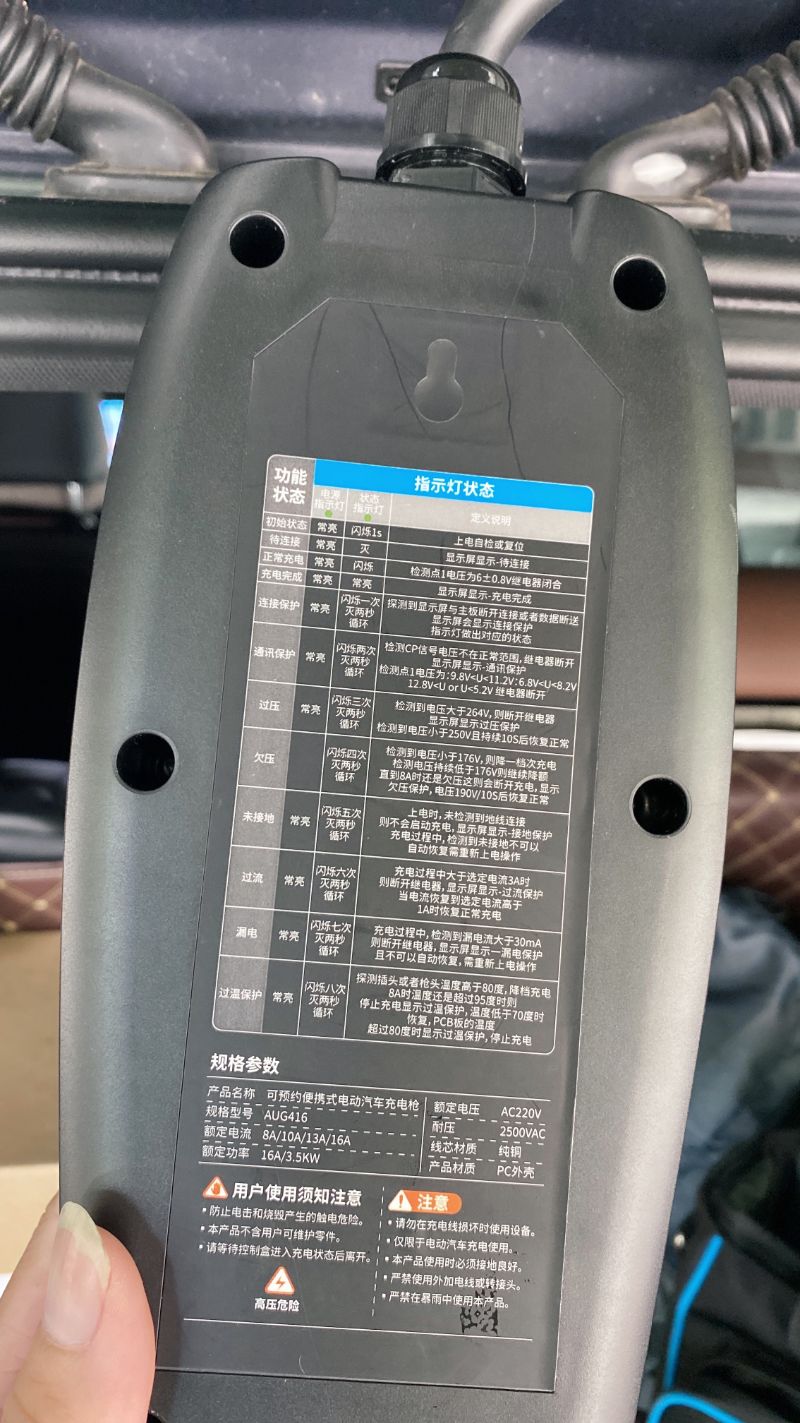 功能
状态
指示灯状态
电源
指示灯
状态
指示灯
定义说明
初始状态 常亮 闪烁1s 上电自检或复位
待连接 常亮 灭 显示屏显示-待连接
正常充电 常亮 闪烁 检测点1电压为6±0.8V继电器闭合
充电完成 常亮 常亮 显示屏显示-充电完成
连接保护 常亮 闪烁一次
灭两秒
循环
探测到显示屏与主板断开连接或者数据断送
显示屏会显示连接保护
指示灯做出对应的状态
通讯保护 常亮 闪烁两次
灭两秒
循环
检测CP信号电压不在正常范围,继电器断开
显示屏显示-通讯保护
检测点1电压为:9.8V<U<11.2V:6.8V<U<8.2V
12.8V<U or U<5.2V 继电器断开
过压 常亮 闪烁三次
灭两秒
循环
检测到电压大于264V,则断开继电器
显示屏显示过压保护
检测到电压小于250V且持续10S后恢复正常
欠压 闪烁四次
灭两秒
循环
检测到电压小于176V,则降一档次充电
检测电压持续低于176V则继续降额
直到8A时还是欠压这则会断开充电,显示
欠压保护,电压190V/10S后恢复正常
未接地 常亮 闪烁五次
灭两秒
循环
上电时,未检测到地线连接
则不会启动充电,显示屏显示-接地保护
充电过程中,检测到未接地不可以
自动恢复需重新上电操作
过流 常亮 闪烁六次
灭两秒
循环
充电过程中大于选定电流3A时
则断开继电器,显示屏显示-过流保护
当电流恢复到选定电流高于
1A时恢复正常充电
漏电 常亮 闪烁七次
灭两秒
循环
充电过程中,检测到漏电流大于30mA
则断开继电器,显示屏显示一漏电保护
且不可以自动恢复,需重新上电操作
过温保护 常亮 闪烁八次
灭两秒
循环
探测插头或者枪头温度高于80度,降档充电
8A时温度还是超过95度时则
停止充电显示过温保护,温度低于70度时
恢复,PCB板的温度
超过80度时显示过温保护,停止充电
规格参数
产品名称 可预约便携式电动汽车充电枪
规格型号 AUG416
额定电流 8A/10A/13A/16A
额定功率 16A/3.5KW
额定电压 AC220V
耐压 2500VAC
线芯材质 纯铜
产品材质 PC外壳
用户使用须知注意
• 防止电击和烧毁产生的触电危险。
• 本产品不含用户可维护零件。
• 请等待控制盒进入充电状态后离开。
高压危险
注意
• 请勿在充电线损坏时使用设备。
• 仅限于电动汽车充电使用。
• 本产品使用时必须接地良好。
• 严禁使用外加电线或转接头。
• 严禁在暴雨中使用本产品。